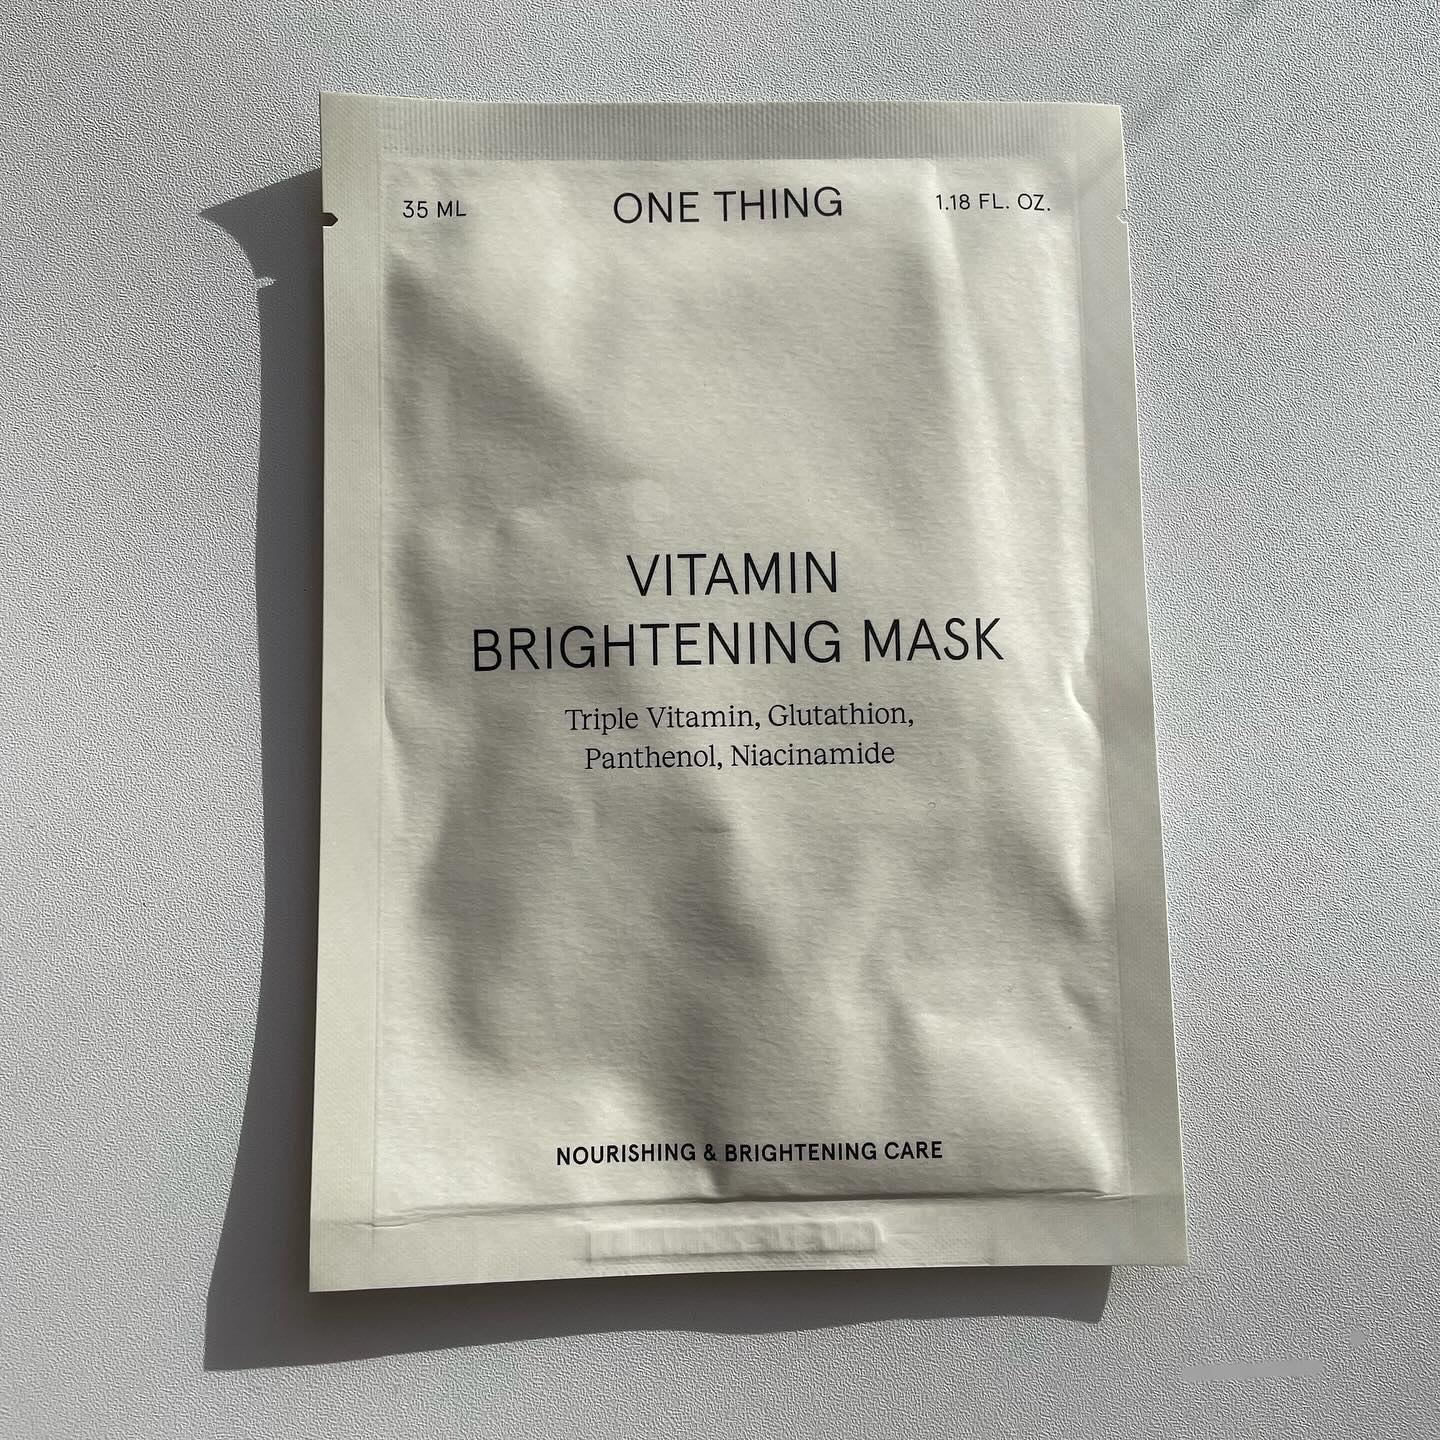 35 ML
ONE THING
1.18 FL. OZ.
VITAMIN
BRIGHTENING MASK
Triple Vitamin, Glutathion,
Panthenol, Niacinamide
NOURISHING & BRIGHTENING CARE